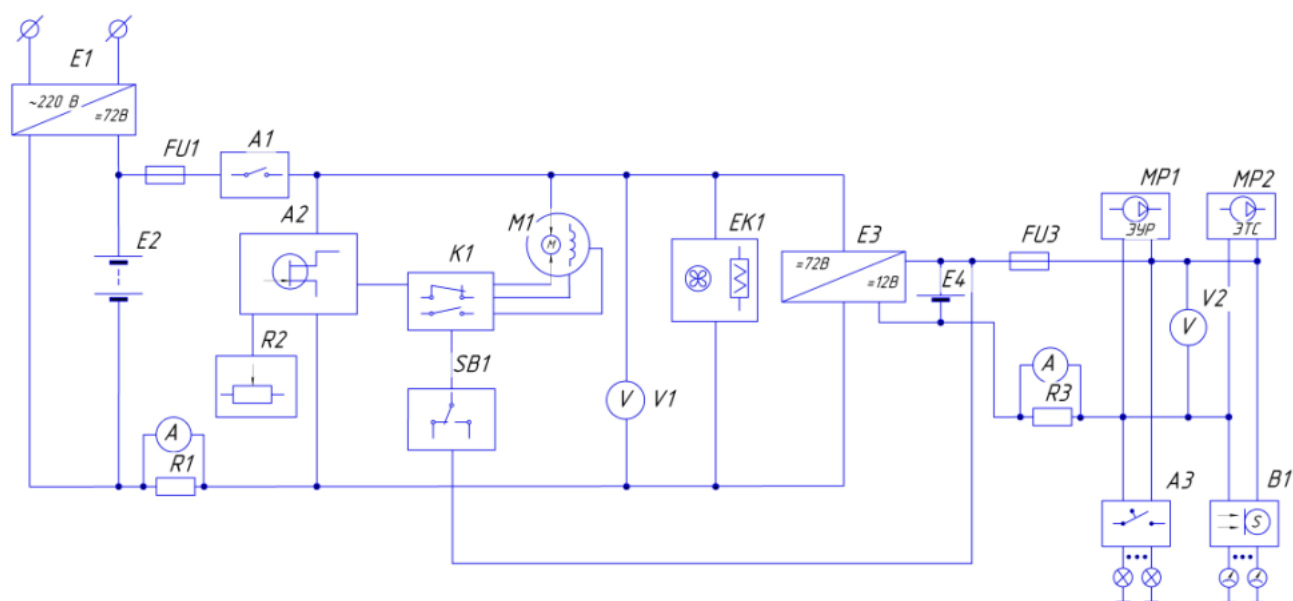 E1
~220 В
=72В
FU1
A1
A2
E2
R2
A
R1
K1
SB1
M1
M
V
V1
EK1
E3
=72В
=12В
E4
FU3
A
R3
MP1
ЭУР
MP2
ЭТС
V2
V
A3
B1
S